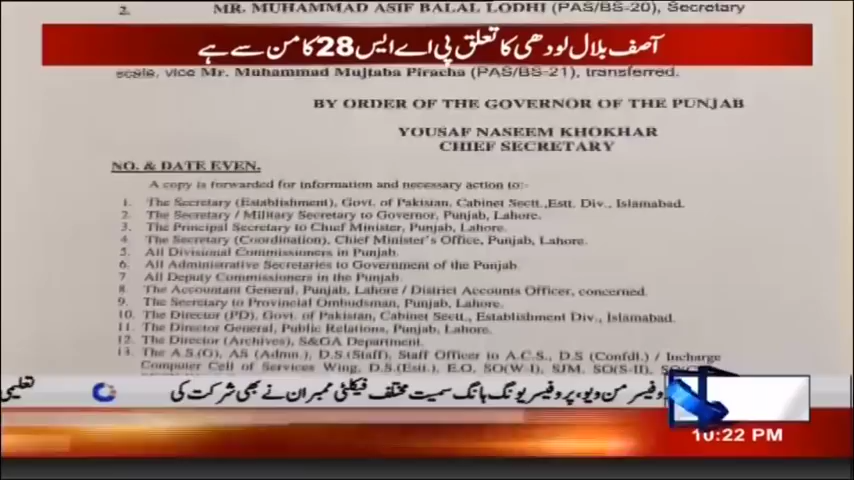 2. MR. MUHAMMAD ASIF BALAL LODHI (PAS/BS-20), Secretary
آصف بلال لودھی کا تعلق پی اے ایس 28 کامن سے ہے
scale, vice Mr. Muhammad Mujtaba Piracha (PAS/BS-21), transferred.
BY ORDER OF THE GOVERNOR OF THE PUNJAB
YOUSAF NASEEM KHOKHAR
CHIEF SECRETARY
NO. & DATE EVEN.
A copy is forwarded for information and necessary action to:-
1. The Secretary (Establishment), Govt. of Pakistan, Cabinet Sectt., Estt. Div., Islamabad.
2. The Secretary / Military Secretary to Governor, Punjab, Lahore.
3. The Principal Secretary to Chief Minister, Punjab, Lahore.
4. The Secretary (Coordination), Chief Minister's Office, Punjab, Lahore.
5. All Divisional Commissioners in Punjab.
6. All Administrative Secretaries to Government of the Punjab
7. All Deputy Commissioners in the Punjab.
8. The Accountant General, Punjab, Lahore / District Accounts Officer, concerned.
9. The Secretary to Provincial Ombudsman, Punjab, Lahore.
10. The Director (PD), Govt. of Pakistan, Cabinet Sectt., Establishment Div., Islamabad.
11. The Director General, Public Relations, Punjab, Lahore.
12. The Director (Archives), S&GA Department.
13. The A.S(G), AS (Admn.), D.S (Staff), Staff Officer to A.C.S., D.S (Confdl.) / Incharge
Computer Cell of Services Wing, D.S.(Estt.), E.O, SO(W-I), SJM, SO(S-II),
پروفیسر من ویو، پروفیسر یونگ ہانگ سمیت مختلف فیکلٹی ممبران نے بھی شرکت کی
تعلیمی
10:22 PM